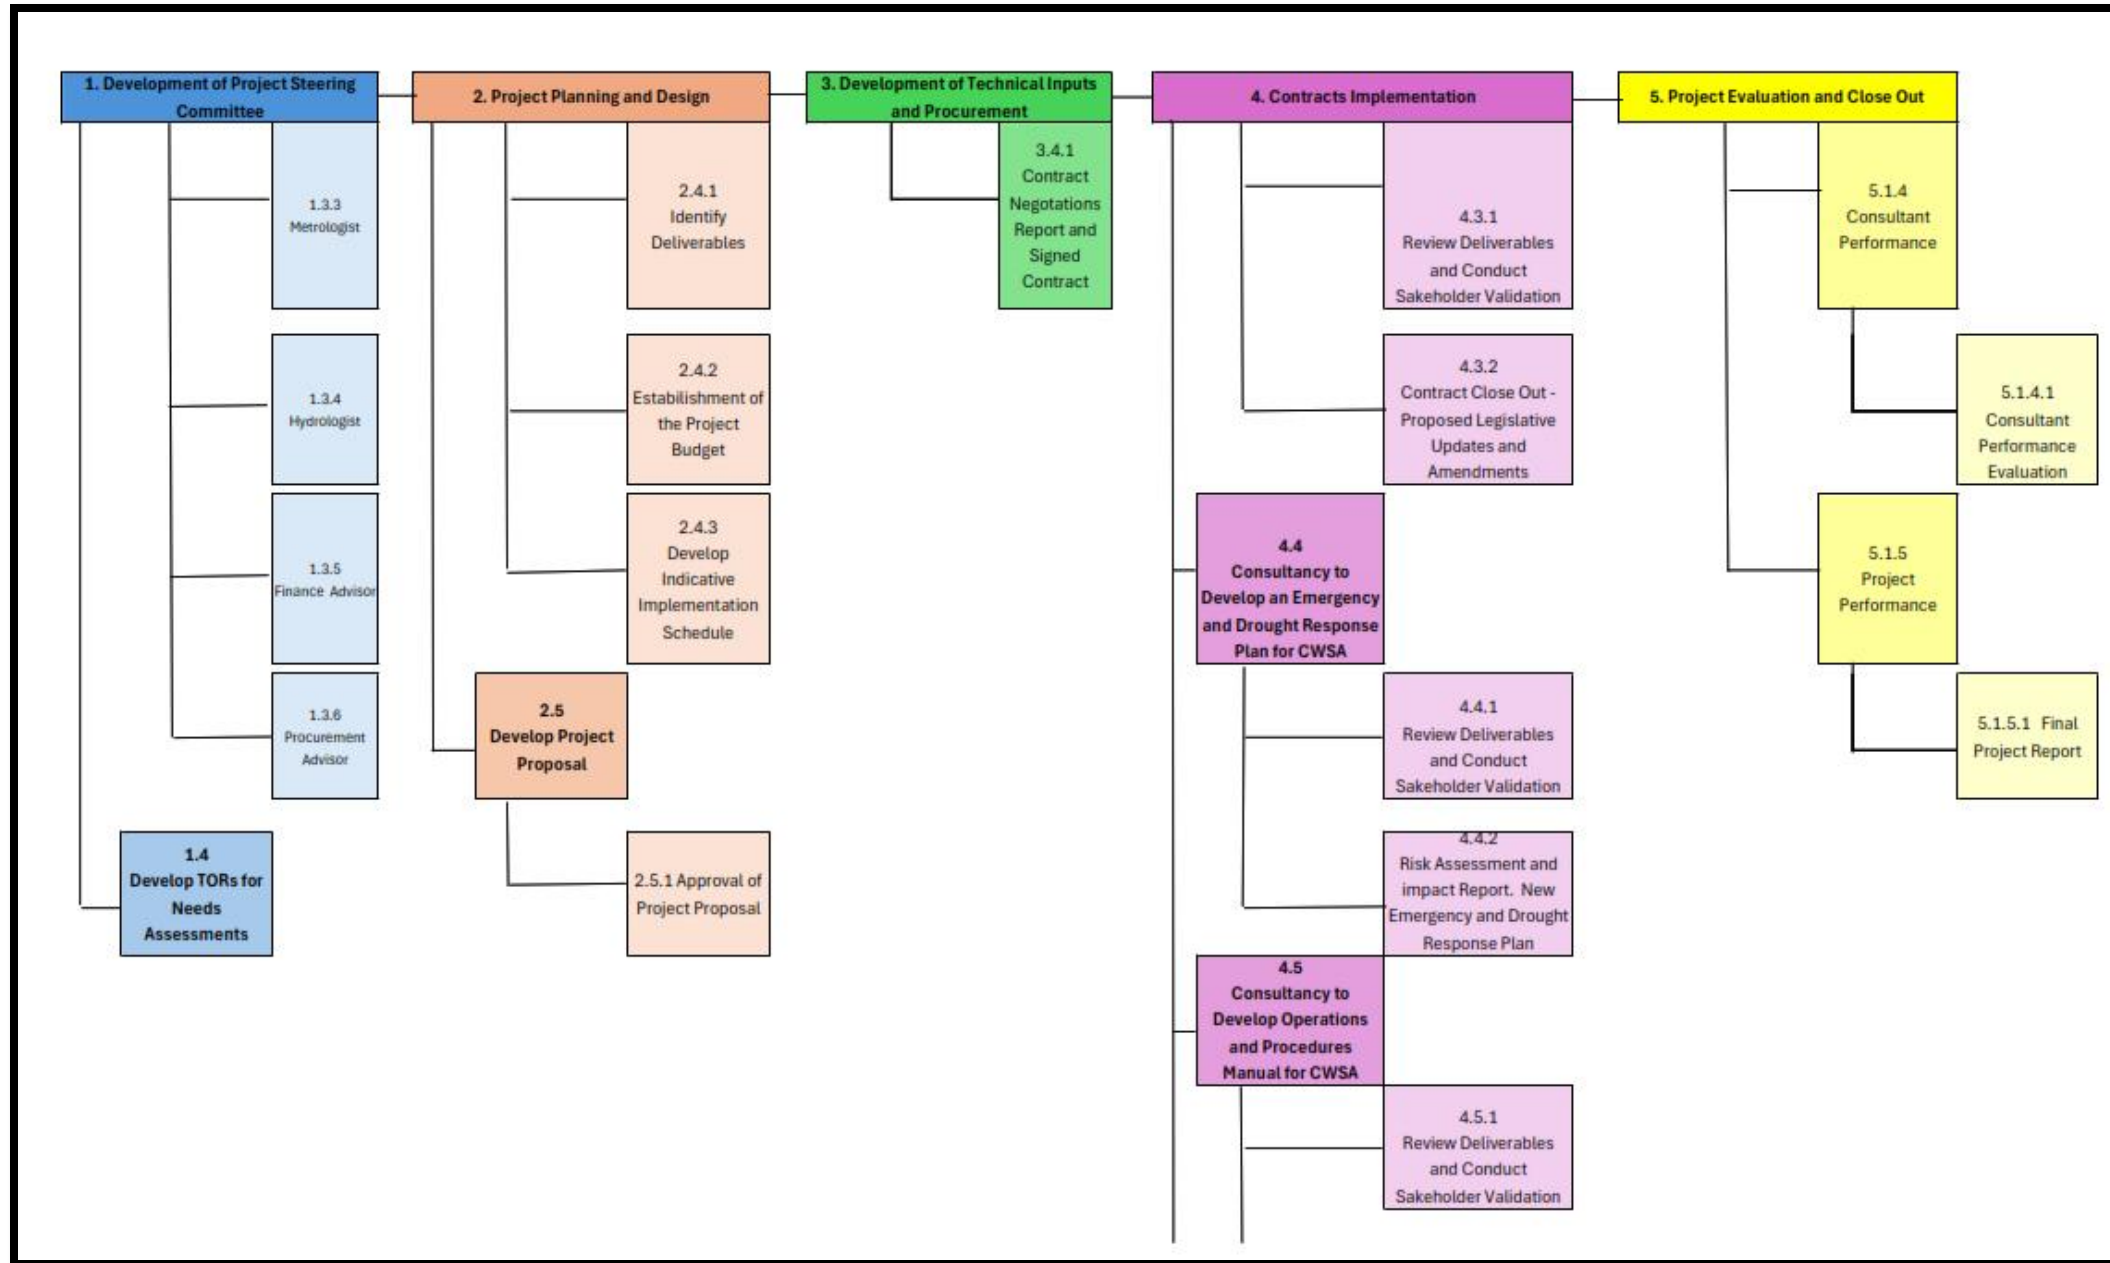 1. Development of Project Steering
Committee
1.3.3
Metrologist
1.3.4
Hydrologist
1.3.5
Finance Advisor
1.3.6
Procurement
Advisor
1.4
Develop TORs for
Needs
Assessments
2. Project Planning and Design
2.4.1
Identify
Deliverables
2.4.2
Estabilishment of
the Project
Budget
2.4.3
Develop
Indicative
Implementation
Schedule
2.5
Develop Project
Proposal
2.5.1 Approval of
Project Proposal
3. Development of Technical Inputs
and Procurement
3.4.1
Contract
Negotations
Report and
Signed
Contract
4. Contracts Implementation
4.3.1
Review Deliverables
and Conduct
Sakeholder Validation
4.3.2
Contract Close Out -
Proposed Legislative
Updates and
Amendments
4.4
Consultancy to
Develop an Emergency
and Drought Response
Plan for CWSA
4.4.1
Review Deliverables
and Conduct
Sakeholder Validation
4.4.2
Risk Assessment and
impact Report. New
Emergency and Drought
Response Plan
4.5
Consultancy to
Develop Operations
and Procedures
Manual for CWSA
4.5.1
Review Deliverables
and Conduct
Sakeholder Validation
5. Project Evaluation and Close Out
5.1.4
Consultant
Performance
5.1.4.1
Consultant
Performance
Evaluation
5.1.5
Project
Performance
5.1.5.1 Final
Project Report